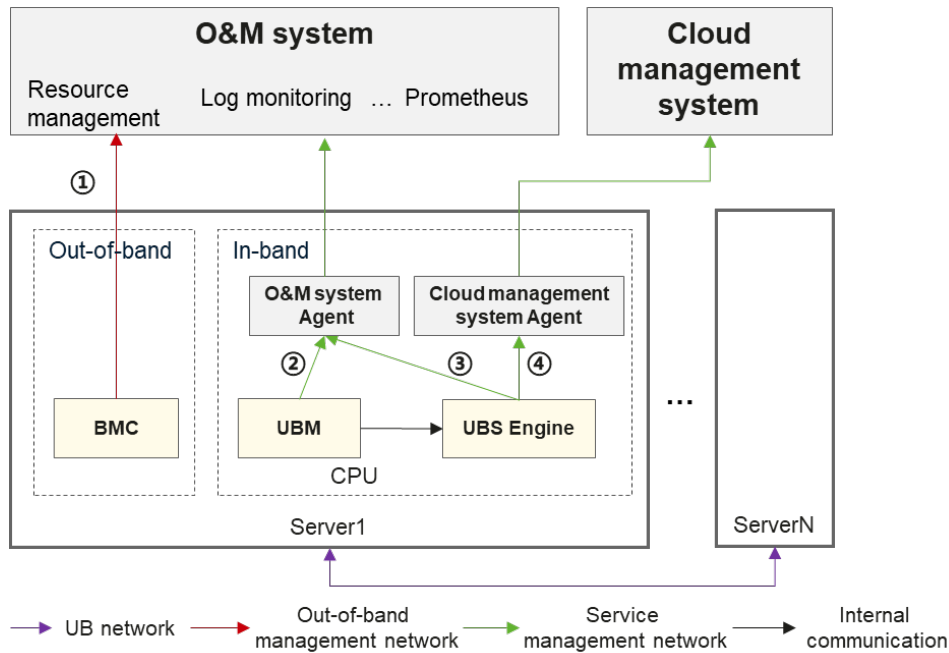 O&M system
Resource
management
Log monitoring ... Prometheus
Cloud
management
system
①
Out-of-band
In-band
O&M system
Agent
Cloud management
system Agent
②
③
④
BMC
UBM
UBS Engine
...
CPU
Server1
ServerN
UB network
Out-of-band
management network
Service
management network
Internal
communication